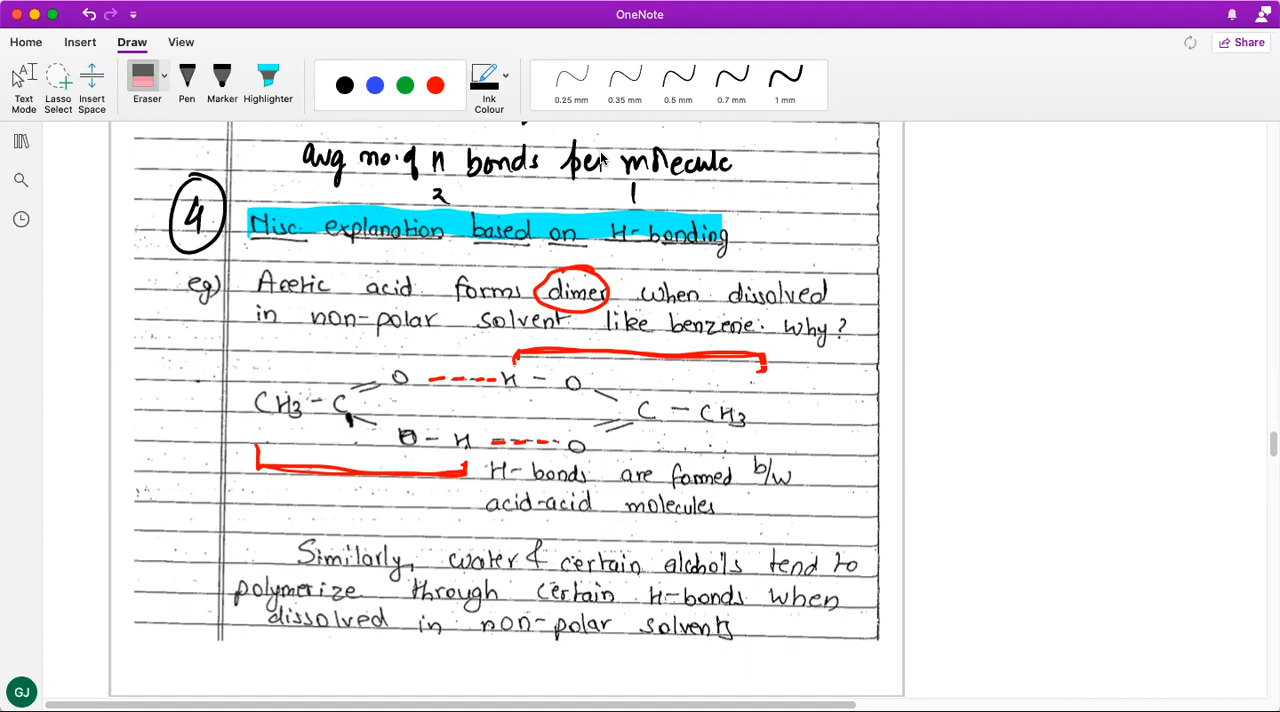 OneNote
Home Insert Draw View
Share
Text Mode
Lasso Select
Insert Space
Eraser
Pen
Marker
Highlighter
Ink Colour
0.25 mm
0.35 mm
0.5 mm
0.7 mm
1 mm
avg no. of H bonds per molecule
2 1
4
Misc. explanation based on H-bonding
eg) Acetic acid forms dimer when dissolved
in non-polar solvent like benzene. Why?
O ---- H - O
CH3 - C
C - CH3
O - H ---- O
H-bonds are formed b/w
acid-acid molecules
Similarly, water & certain alchols tend to
polymerize through certain H-bonds when
dissolved in non-polar solvents
GJ